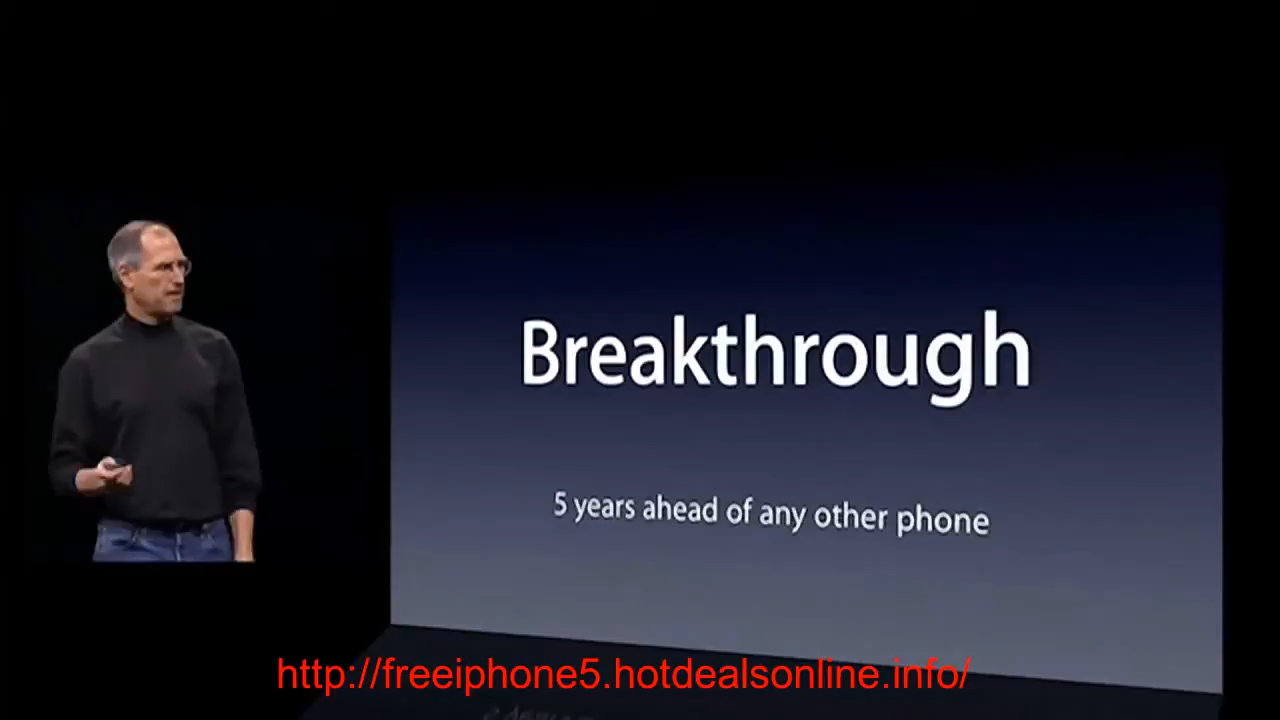 Breakthrough
5 years ahead of any other phone
http://freeiphone5.hotdealsonline.info/